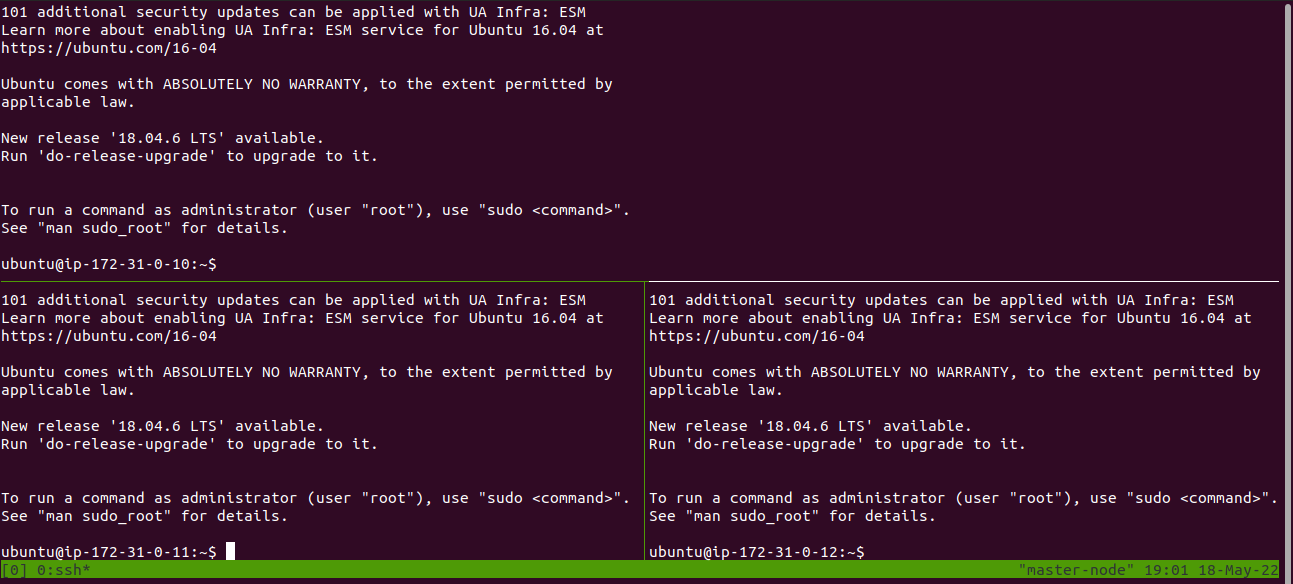 101 additional security updates can be applied with UA Infra: ESM
Learn more about enabling UA Infra: ESM service for Ubuntu 16.04 at
https://ubuntu.com/16-04
Ubuntu comes with ABSOLUTELY NO WARRANTY, to the extent permitted by
applicable law.
New release '18.04.6 LTS' available.
Run 'do-release-upgrade' to upgrade to it.
To run a command as administrator (user "root"), use "sudo <command>".
See "man sudo_root" for details.
ubuntu@ip-172-31-0-10:~$
101 additional security updates can be applied with UA Infra: ESM
Learn more about enabling UA Infra: ESM service for Ubuntu 16.04 at
https://ubuntu.com/16-04
Ubuntu comes with ABSOLUTELY NO WARRANTY, to the extent permitted by
applicable law.
New release '18.04.6 LTS' available.
Run 'do-release-upgrade' to upgrade to it.
To run a command as administrator (user "root"), use "sudo <command>".
See "man sudo_root" for details.
ubuntu@ip-172-31-0-11:~$
101 additional security updates can be applied with UA Infra: ESM
Learn more about enabling UA Infra: ESM service for Ubuntu 16.04 at
https://ubuntu.com/16-04
Ubuntu comes with ABSOLUTELY NO WARRANTY, to the extent permitted by
applicable law.
New release '18.04.6 LTS' available.
Run 'do-release-upgrade' to upgrade to it.
To run a command as administrator (user "root"), use "sudo <command>".
See "man sudo_root" for details.
ubuntu@ip-172-31-0-12:~$
[0] 0:ssh* "master-node" 19:01 18-May-22